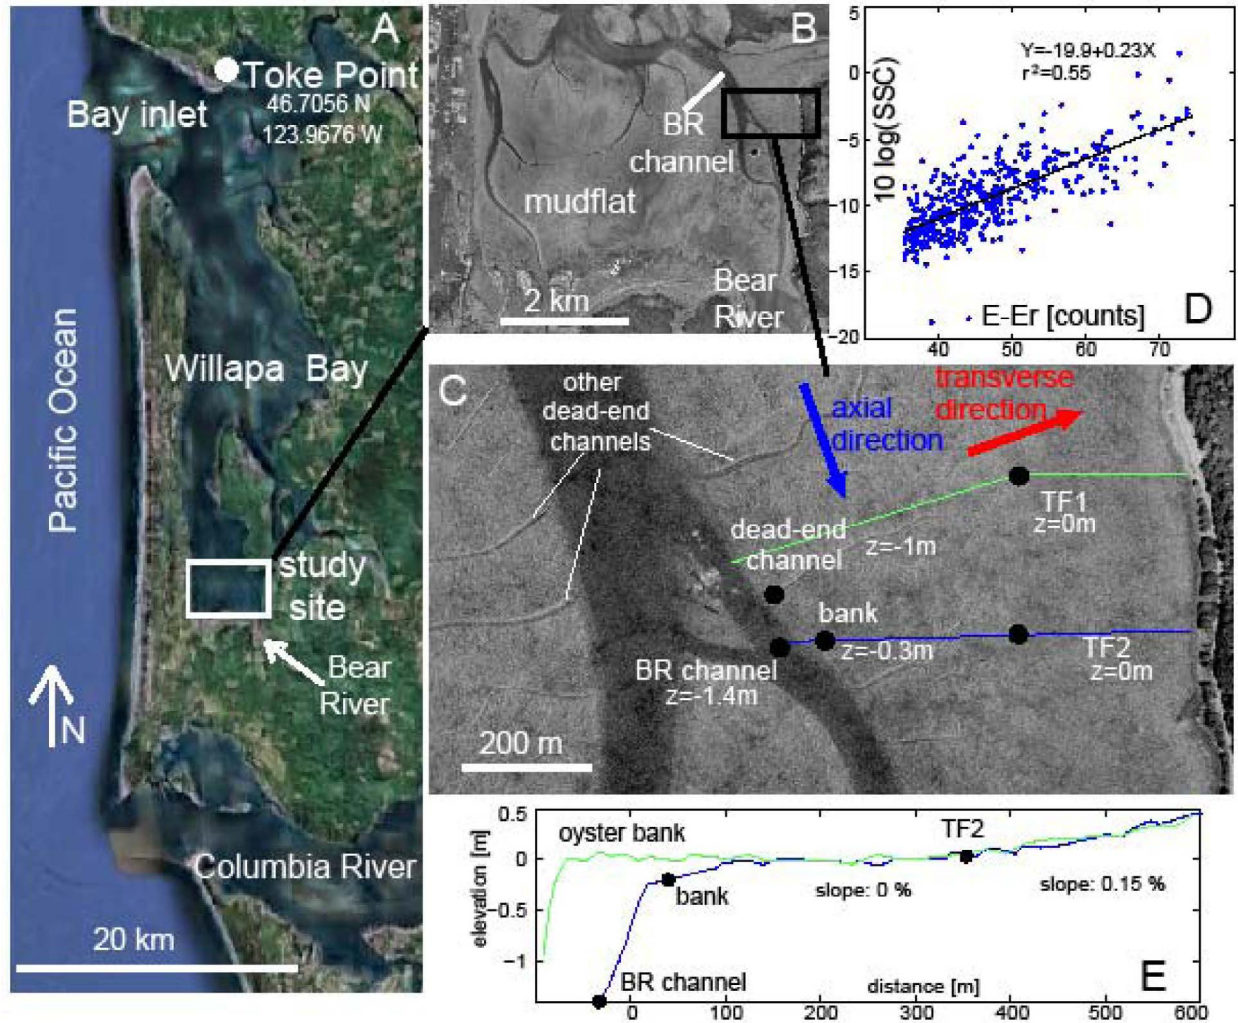 A
Toke Point
46.7056 N
123.9676 W
Bay inlet
Pacific Ocean
Willapa Bay
study
site
Bear
River
N
Columbia River
20 km
B
BR
channel
mudflat
Bear
River
2 km
5
0
−5
−10
−15
−20
10 log(SSC)
Y=-19.9+0.23X
r²=0.55
E-Er [counts]
D
40
50
60
70
C
other
dead-end
channels
axial
direction
transverse
direction
TF1
z=0m
dead-end
channel
z=-1m
bank
z=-0.3m
TF2
z=0m
BR channel
z=-1.4m
200 m
0.5
0
−0.5
−1
elevation [m]
oyster bank
TF2
bank
slope: 0 %
slope: 0.15 %
BR channel
distance [m]
E
0
100
200
300
400
500
600